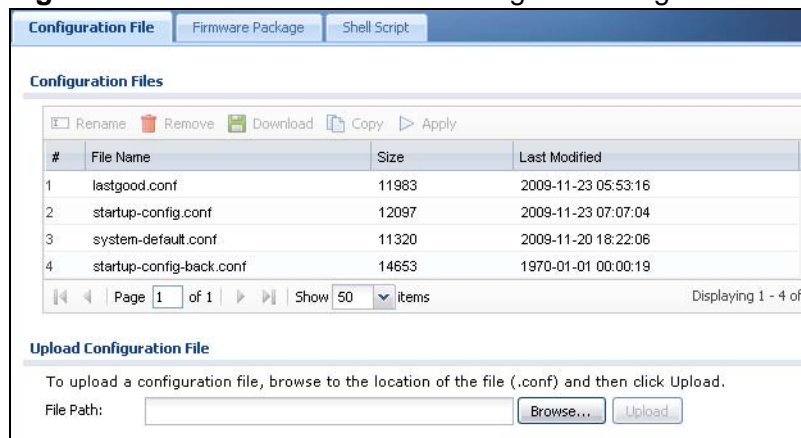 Configuration File Firmware Package Shell Script
Configuration Files
Rename Remove Download Copy Apply
# File Name Size Last Modified
1 lastgood.conf 11983 2009-11-23 05:53:16
2 startup-config.conf 12097 2009-11-23 07:07:04
3 system-default.conf 11320 2009-11-20 18:22:06
4 startup-config-back.conf 14653 1970-01-01 00:00:19
Page 1 of 1 Show 50 items Displaying 1 - 4 of
Upload Configuration File
To upload a configuration file, browse to the location of the file (.conf) and then click Upload.
File Path: Browse... Upload